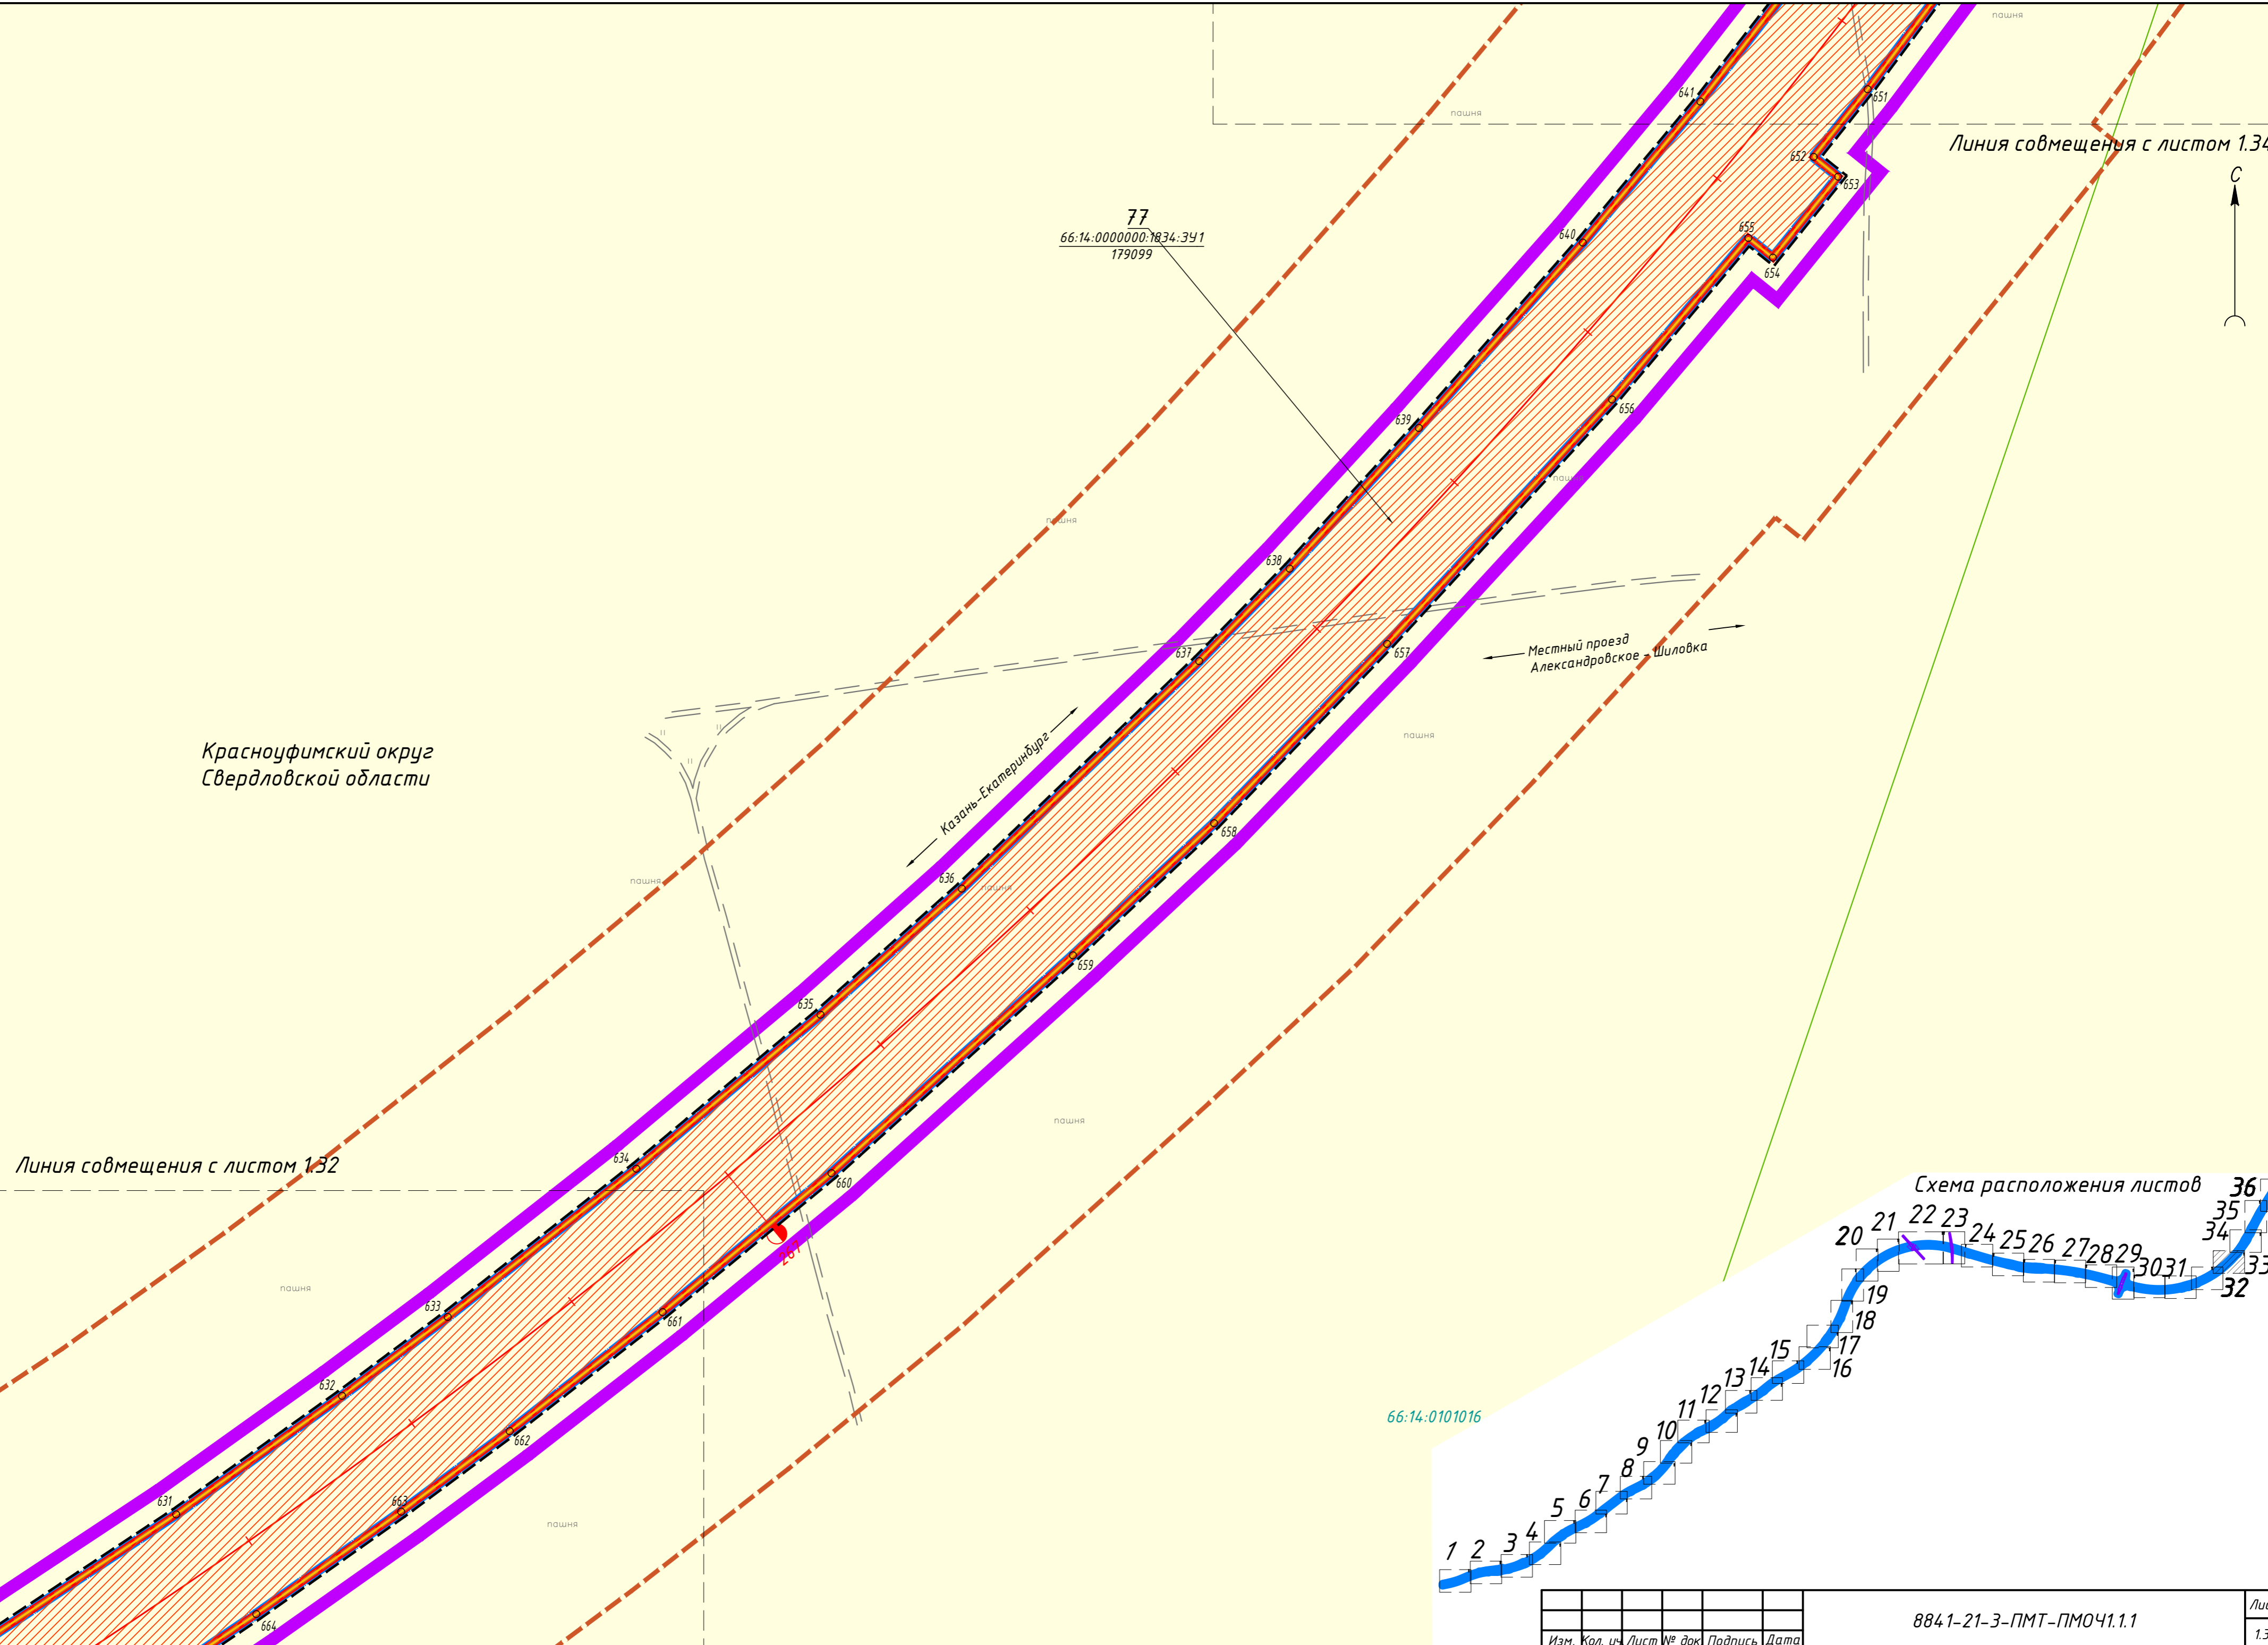 пашня
641
651
пашня
Линия совмещения с листом 1.34
652
653
С
77
66:14:0000000:1834:ЗУ1
179099
640
655
654
639
656
пашня
пашня
638
637
657
Местный проезд
Александровское - Шиловка
Красноуфимский округ
Свердловской области
Казань-Екатеринбург
пашня
658
636
пашня
пашня
659
635
пашня
634
Линия совмещения с листом 1.32
660
267
пашня
633
661
632
662
66:14:0101016
631
663
пашня
664
Схема расположения листов
36
35
34
33
32
31
30
29
28
27
26
25
24
23
22
21
20
19
18
17
16
15
14
13
12
11
10
9
8
7
6
5
4
3
2
1
8841-21-3-ПМТ-ПМОЧ1.1.1
Изм. Кол. уч Лист № док Подпись Дата